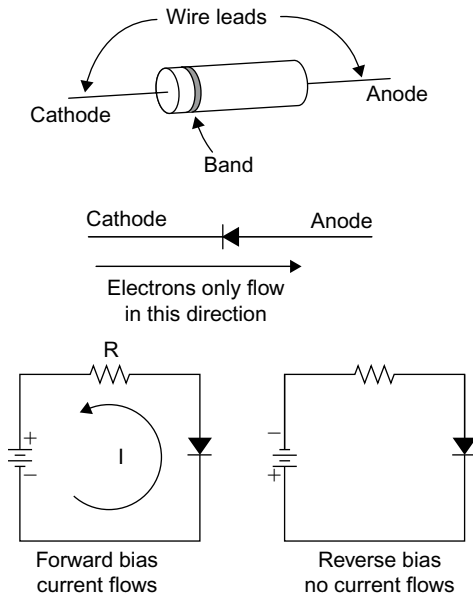 Wire leads
Cathode
Anode
Band
Cathode
Anode
Electrons only flow
in this direction
R
+
−
I
−
+
Forward bias
current flows
Reverse bias
no current flows